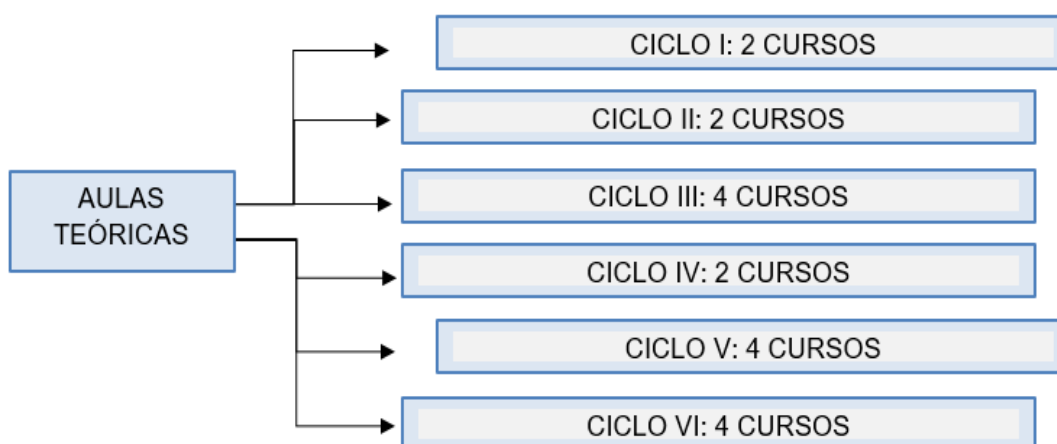 CICLO I: 2 CURSOS
CICLO II: 2 CURSOS
AULAS
TEÓRICAS
CICLO III: 4 CURSOS
CICLO IV: 2 CURSOS
CICLO V: 4 CURSOS
CICLO VI: 4 CURSOS